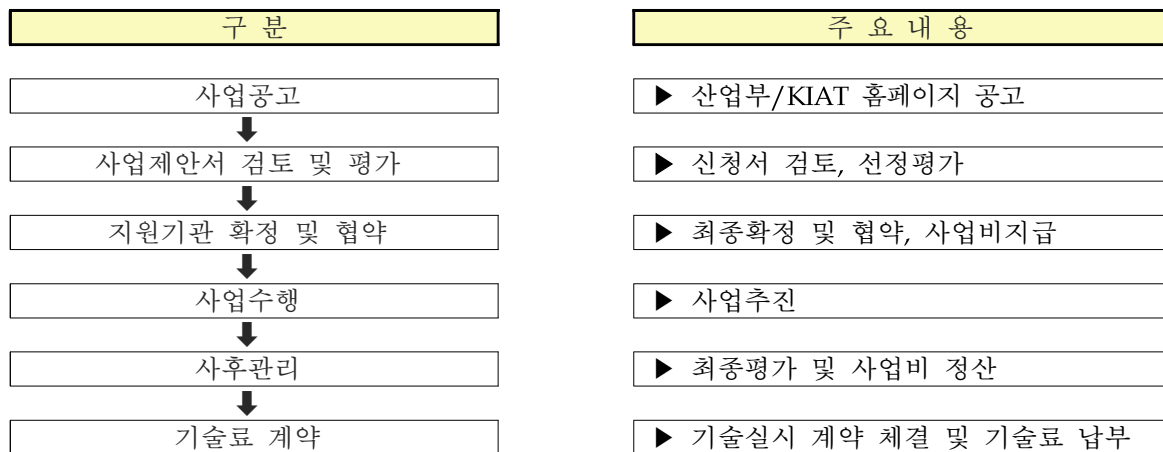 구 분
주 요 내 용
사업공고
▶ 산업부/KIAT 홈페이지 공고
사업제안서 검토 및 평가
▶ 신청서 검토, 선정평가
지원기관 확정 및 협약
▶ 최종확정 및 협약, 사업비지급
사업수행
▶ 사업추진
사후관리
▶ 최종평가 및 사업비 정산
기술료 계약
▶ 기술실시 계약 체결 및 기술료 납부